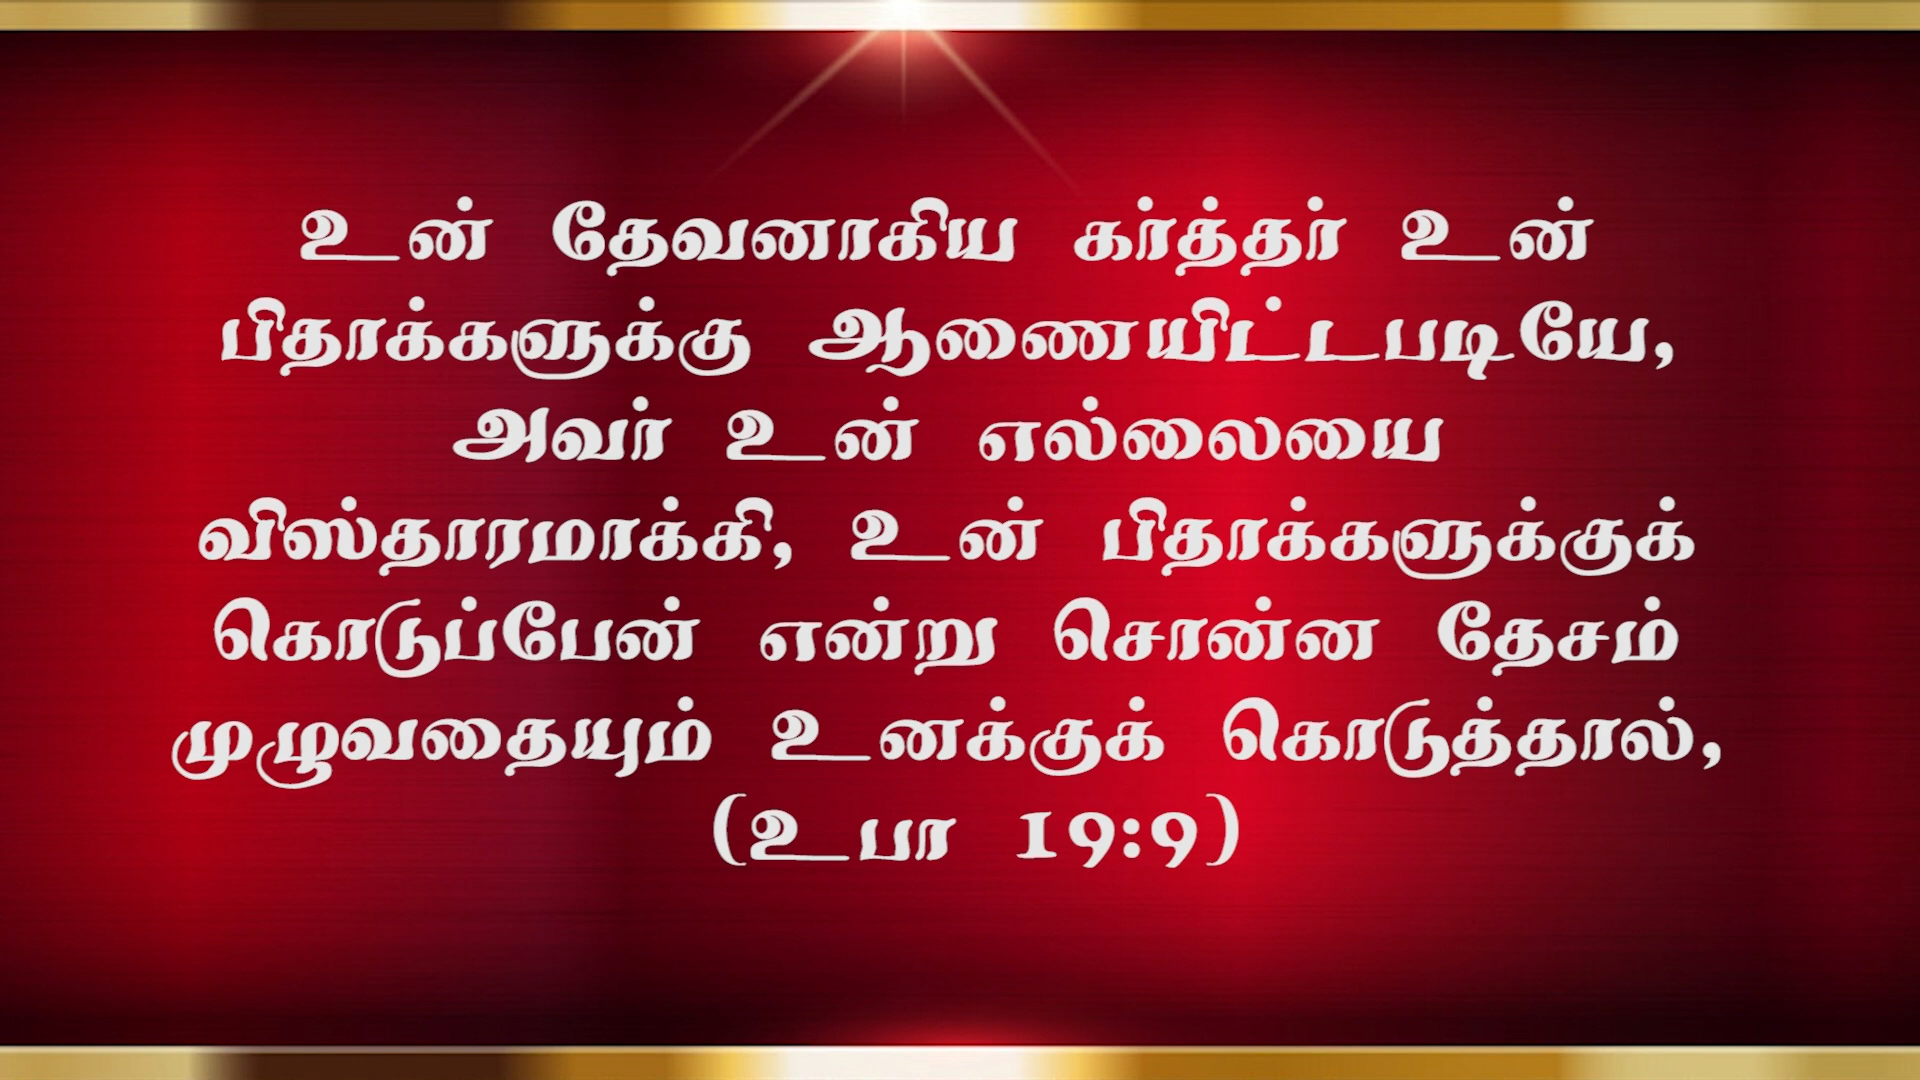 உன் தேவனாகிய கர்த்தர் உன்
பிதாக்களுக்கு ஆணையிட்டபடியே,
அவர் உன் எல்லையை
விஸ்தாரமாக்கி, உன் பிதாக்களுக்குக்
கொடுப்பேன் என்று சொன்ன தேசம்
முழுவதையும் உனக்குக் கொடுத்தால்,
(உபா 19:9)